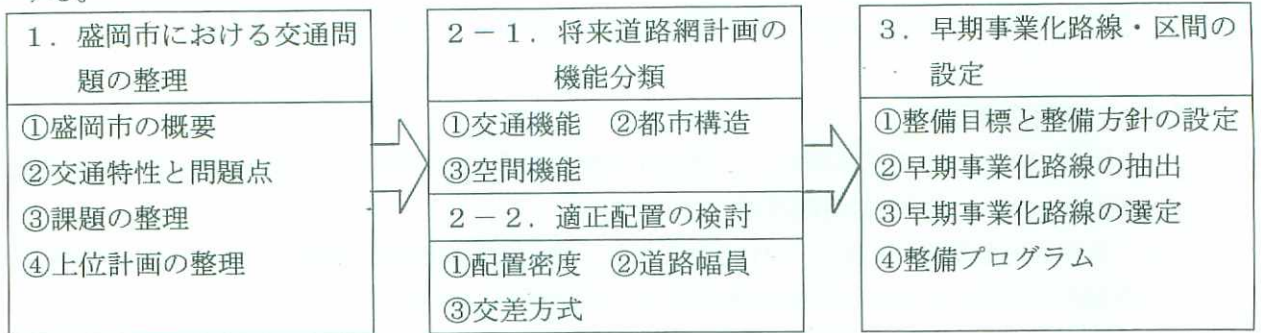 する。
1．盛岡市における交通問
題の整理
①盛岡市の概要
②交通特性と問題点
③課題の整理
④上位計画の整理
2－1．将来道路網計画の
機能分類
①交通機能　②都市構造
③空間機能
2－2．適正配置の検討
①配置密度　②道路幅員
③交差方式
3．早期事業化路線・区間の
設定
①整備目標と整備方針の設定
②早期事業化路線の抽出
③早期事業化路線の選定
④整備プログラム